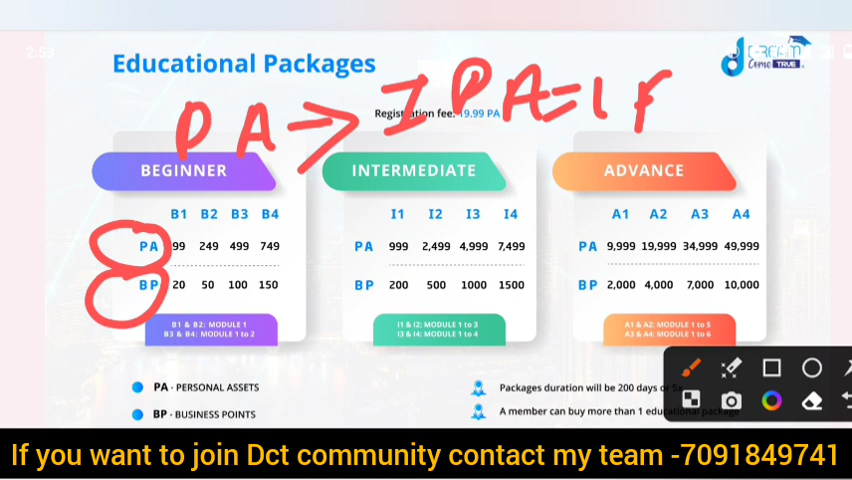 2:53
Educational Packages
DREAM
Come TRUE
PA > 1 PA = 1 F
Registration fee: 19.99 PA
BEGINNER INTERMEDIATE ADVANCE
B1 B2 B3 B4 I1 I2 I3 I4 A1 A2 A3 A4
PA 99 249 499 749 PA 999 2,499 4,999 7,499 PA 9,999 19,999 34,999 49,999
BP 20 50 100 150 BP 200 500 1000 1500 BP 2,000 4,000 7,000 10,000
B1 & B2: MODULE 1 I1 & I2: MODULE 1 to 3 A1 & A2: MODULE 1 to 5
B3 & B4: MODULE 1 to 2 I3 & I4: MODULE 1 to 4 A3 & A4: MODULE 1 to 6
PA - PERSONAL ASSETS Packages duration will be 200 days or 5x
BP - BUSINESS POINTS A member can buy more than 1 educational package
If you want to join Dct community contact my team -7091849741